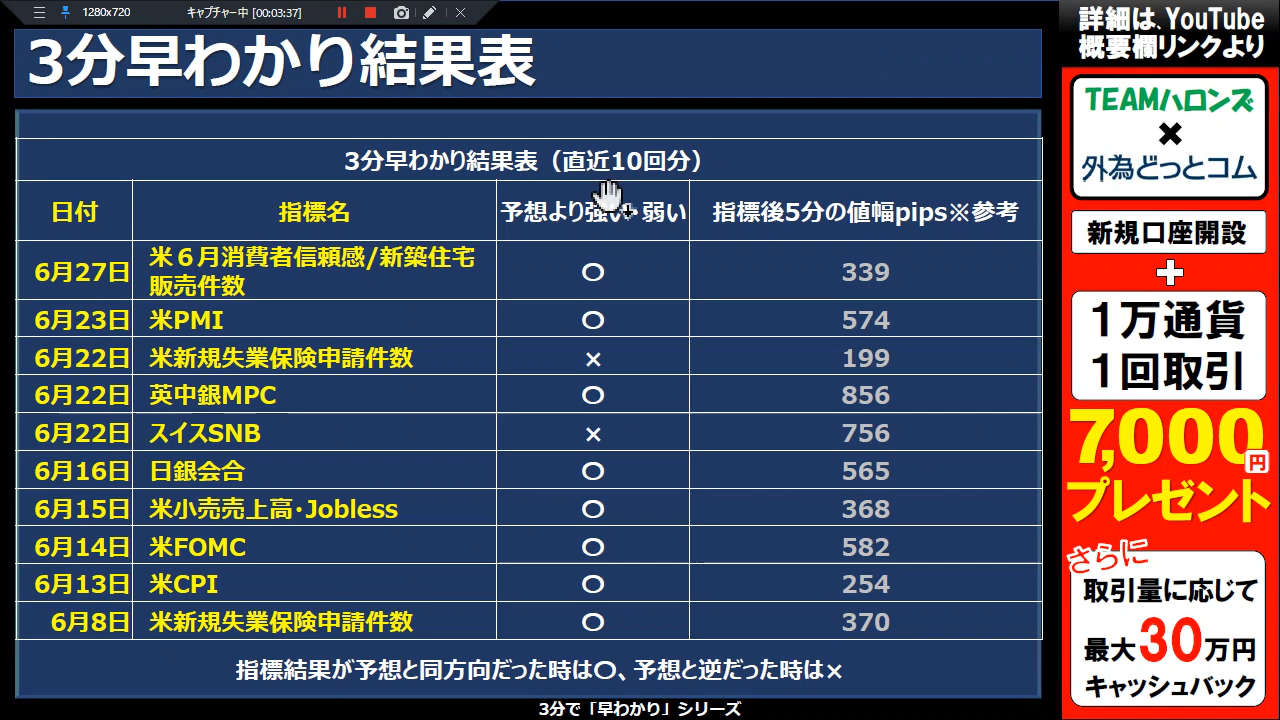 1280x720 キャプチャー中 [00:03:37]
3分早わかり結果表
3分早わかり結果表（直近10回分）
日付 指標名 予想より強い・弱い 指標後5分の値幅pips※参考
6月27日 米６月消費者信頼感/新築住宅
販売件数 〇 339
6月23日 米PMI 〇 574
6月22日 米新規失業保険申請件数 × 199
6月22日 英中銀MPC 〇 856
6月22日 スイスSNB × 756
6月16日 日銀会合 〇 565
6月15日 米小売売上高・Jobless 〇 368
6月14日 米FOMC 〇 582
6月13日 米CPI 〇 254
6月8日 米新規失業保険申請件数 〇 370
指標結果が予想と同方向だった時は〇、予想と逆だった時は×
3分で「早わかり」シリーズ
詳細は、YouTube
概要欄リンクより
TEAMハロンズ
×
外為どっとコム
新規口座開設
+
１万通貨
１回取引
7,000円
プレゼント
さらに
取引量に応じて
最大30万円
キャッシュバック